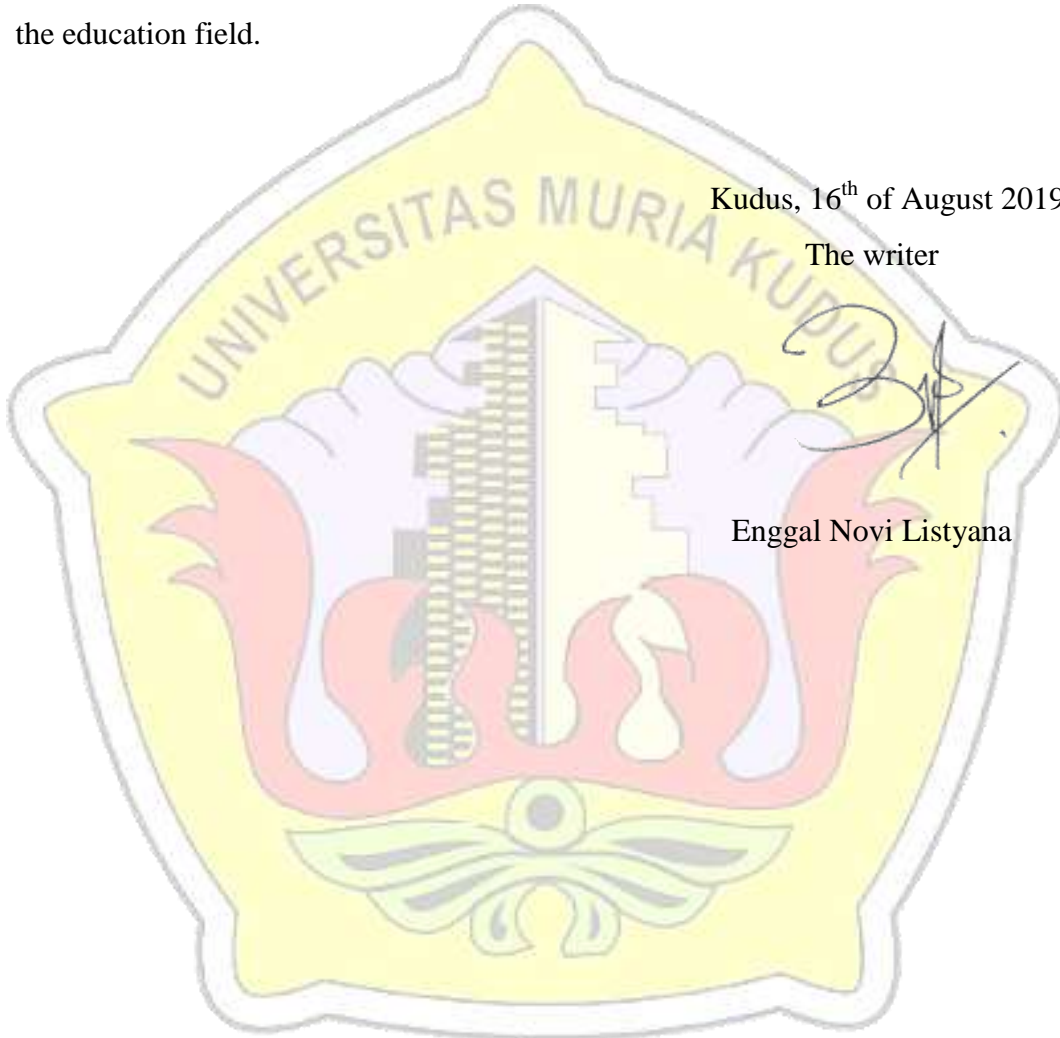 the education field.
UNIVERSITAS MURIA KUDUS
Kudus, 16th of August 2019
The writer
Enggal Novi Listyana